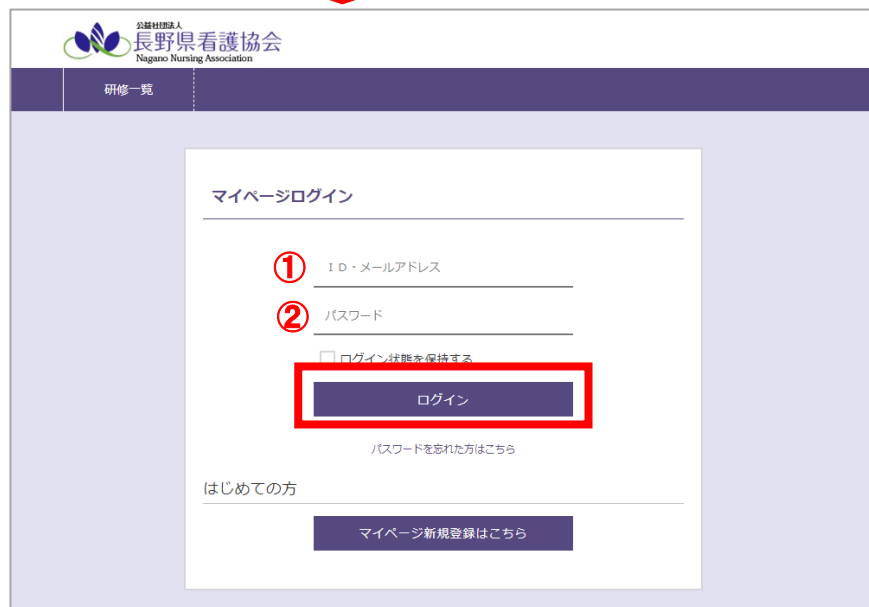 公益社団法人
長野県看護協会
Nagano Nursing Association
研修一覧
マイページログイン
① ＩＤ・メールアドレス
② パスワード
ログイン状態を保持する
ログイン
パスワードを忘れた方はこちら
はじめての方
マイページ新規登録はこちら